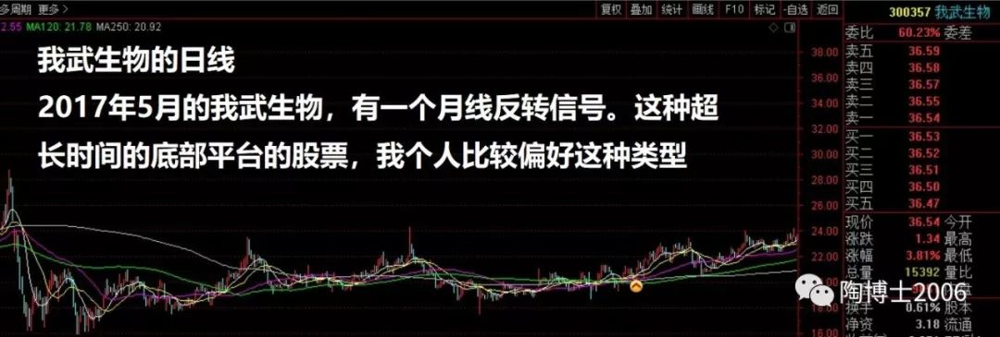 多周期 更多 > 复权 叠加 统计 画线 F10 标记 -自选 返回
300357 我武生物
2.55 MA120: 21.78 MA250: 20.92
委比 60.23% 委差
卖五 36.59
卖四 36.58
卖三 36.57
卖二 36.55
卖一 36.54
买一 36.53
买二 36.52
买三 36.51
买四 36.50
买五 36.47
现价 36.54 今开
涨跌 1.34 最高
涨幅 3.81% 最低
总量 15392 量比
换手 0.61% 股本
净资 3.18 流通
我武生物的日线
2017年5月的我武生物，有一个月线反转信号。这种超
长时间的底部平台的股票，我个人比较偏好这种类型
38.00
36.00
34.00
32.00
30.00
28.00
26.00
24.00
22.00
20.00
18.00
16.00
陶博士2006